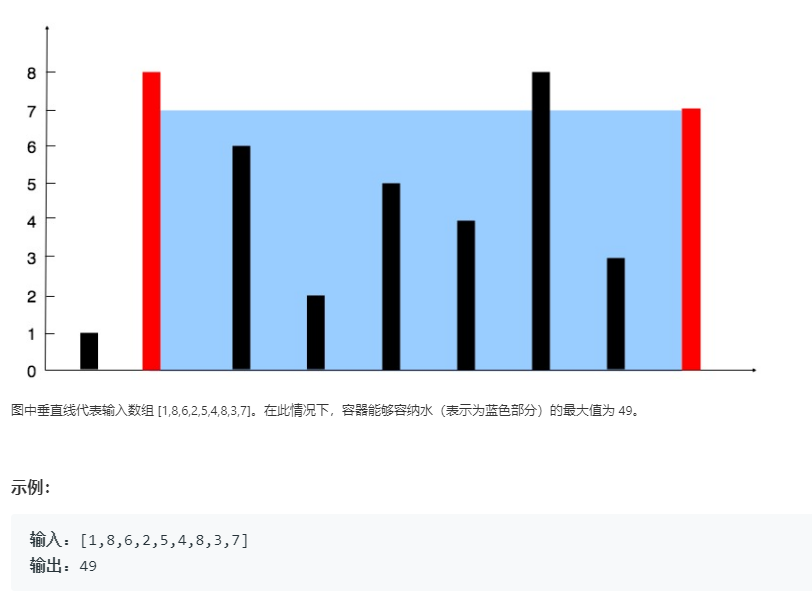 8
7
6
5
4
3
2
1
0
图中垂直线代表输入数组 [1,8,6,2,5,4,8,3,7]。在此情况下，容器能够容纳水（表示为蓝色部分）的最大值为 49。
示例：
输入：[1,8,6,2,5,4,8,3,7]
输出：49